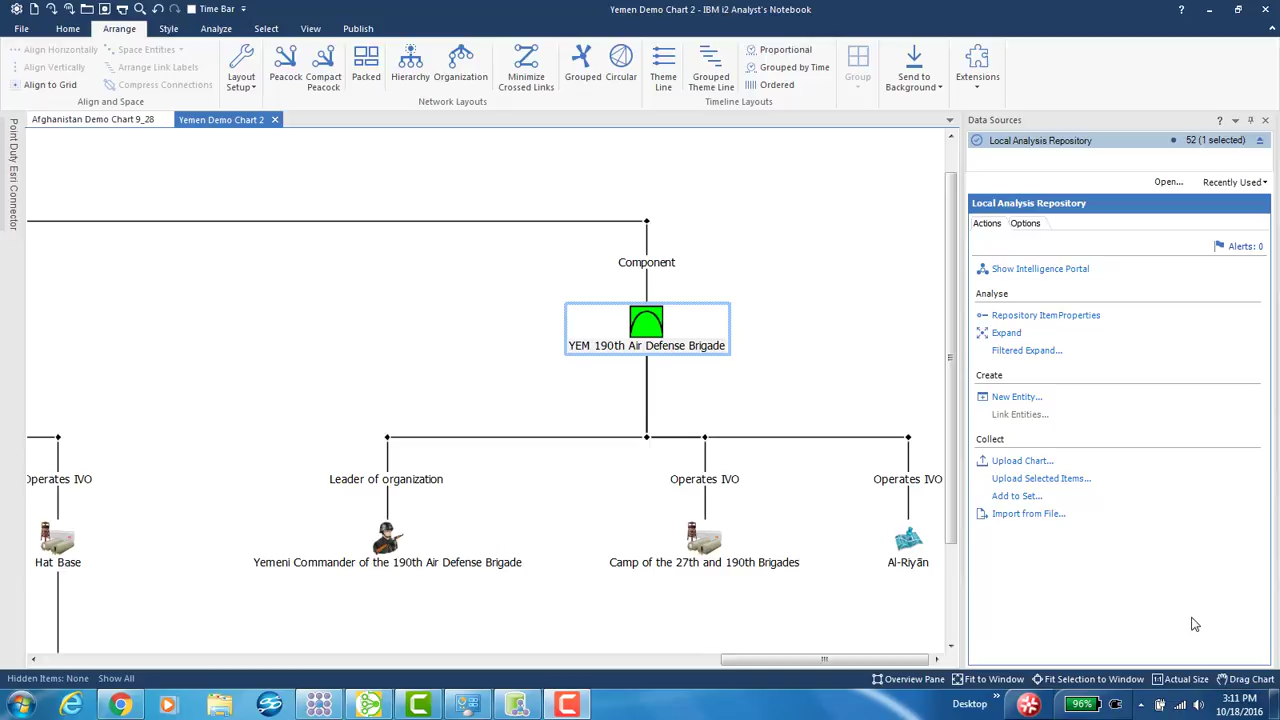 Time Bar
Yemen Demo Chart 2 - IBM i2 Analyst's Notebook
File Home Arrange Style Analyze Select View Publish
Align Horizontally
Align Vertically
Align to Grid
Space Entities
Arrange Link Labels
Compress Connections
Align and Space
Layout
Setup
Peacock
Compact
Peacock
Packed
Hierarchy
Organization
Minimize
Crossed Links
Grouped
Circular
Network Layouts
Theme
Line
Grouped
Theme Line
Proportional
Grouped by Time
Ordered
Timeline Layouts
Group
Send to
Background
Extensions
Afghanistan Demo Chart 9_28
Yemen Demo Chart 2
Point Duty Esri Connector
Component
YEM 190th Air Defense Brigade
Operates IVO
Leader of organization
Operates IVO
Operates IVO
Hat Base
Yemeni Commander of the 190th Air Defense Brigade
Camp of the 27th and 190th Brigades
Al-Riyān
Data Sources
Local Analysis Repository
52 (1 selected)
Open...
Recently Used
Local Analysis Repository
Actions Options
Alerts: 0
Show Intelligence Portal
Analyse
Repository ItemProperties
Expand
Filtered Expand...
Create
New Entity...
Link Entities...
Collect
Upload Chart...
Upload Selected Items...
Add to Set...
Import from File...
Hidden Items: None Show All
Overview Pane
Fit to Window
Fit Selection to Window
Actual Size
Drag Chart
Desktop
96%
3:11 PM
10/18/2016